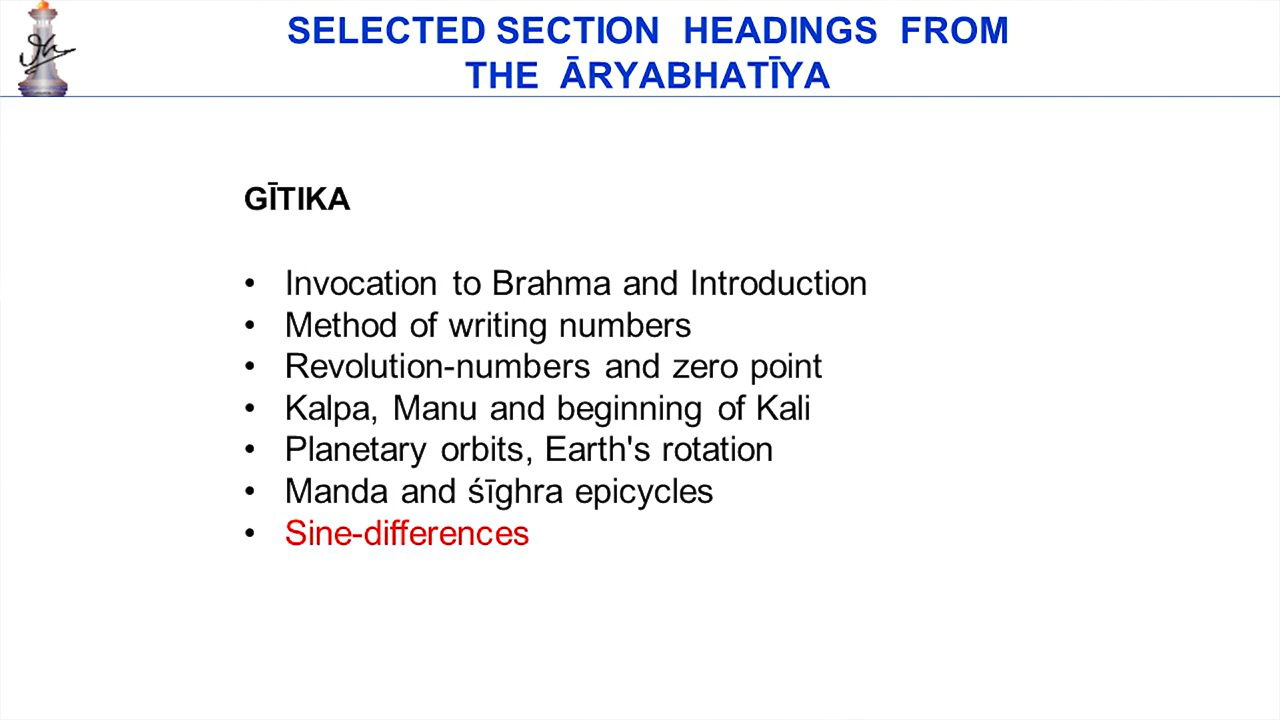 SELECTED SECTION HEADINGS FROM
THE ĀRYABHATĪYA
GĪTIKA
• Invocation to Brahma and Introduction
• Method of writing numbers
• Revolution-numbers and zero point
• Kalpa, Manu and beginning of Kali
• Planetary orbits, Earth's rotation
• Manda and śīghra epicycles
• Sine-differences